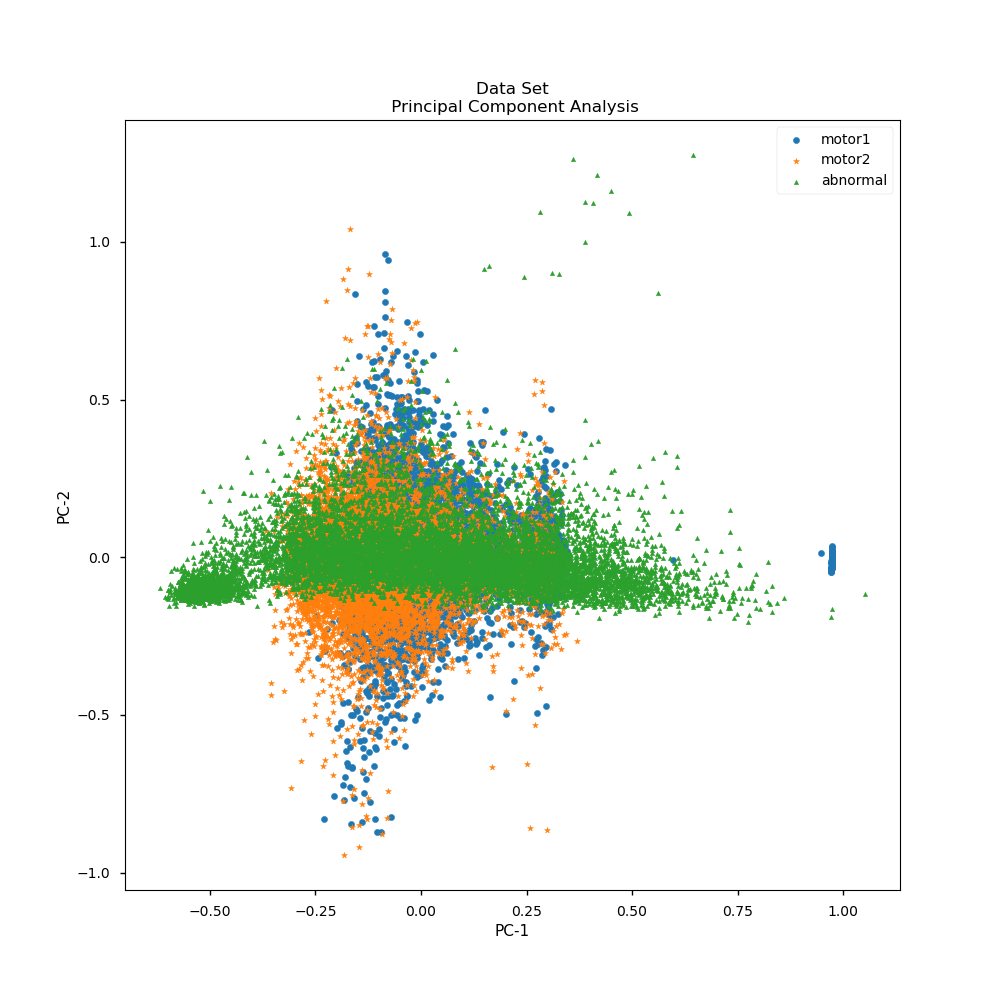 Data Set
Principal Component Analysis
motor1
motor2
abnormal
PC-2
1.0
0.5
0.0
−0.5
−1.0
−0.50
−0.25
0.00
0.25
0.50
0.75
1.00
PC-1